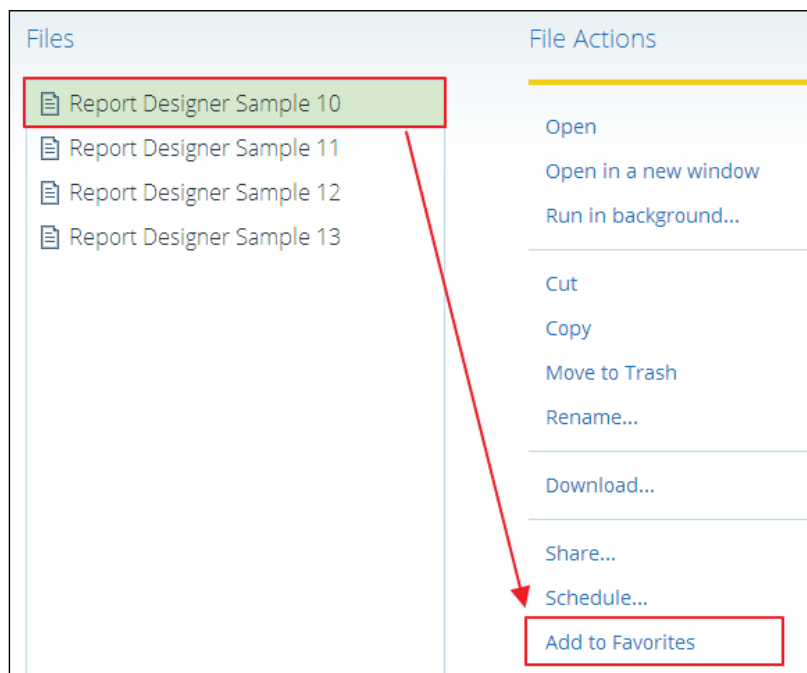 Files
Report Designer Sample 10
Report Designer Sample 11
Report Designer Sample 12
Report Designer Sample 13
File Actions
Open
Open in a new window
Run in background...
Cut
Copy
Move to Trash
Rename...
Download...
Share...
Schedule...
Add to Favorites